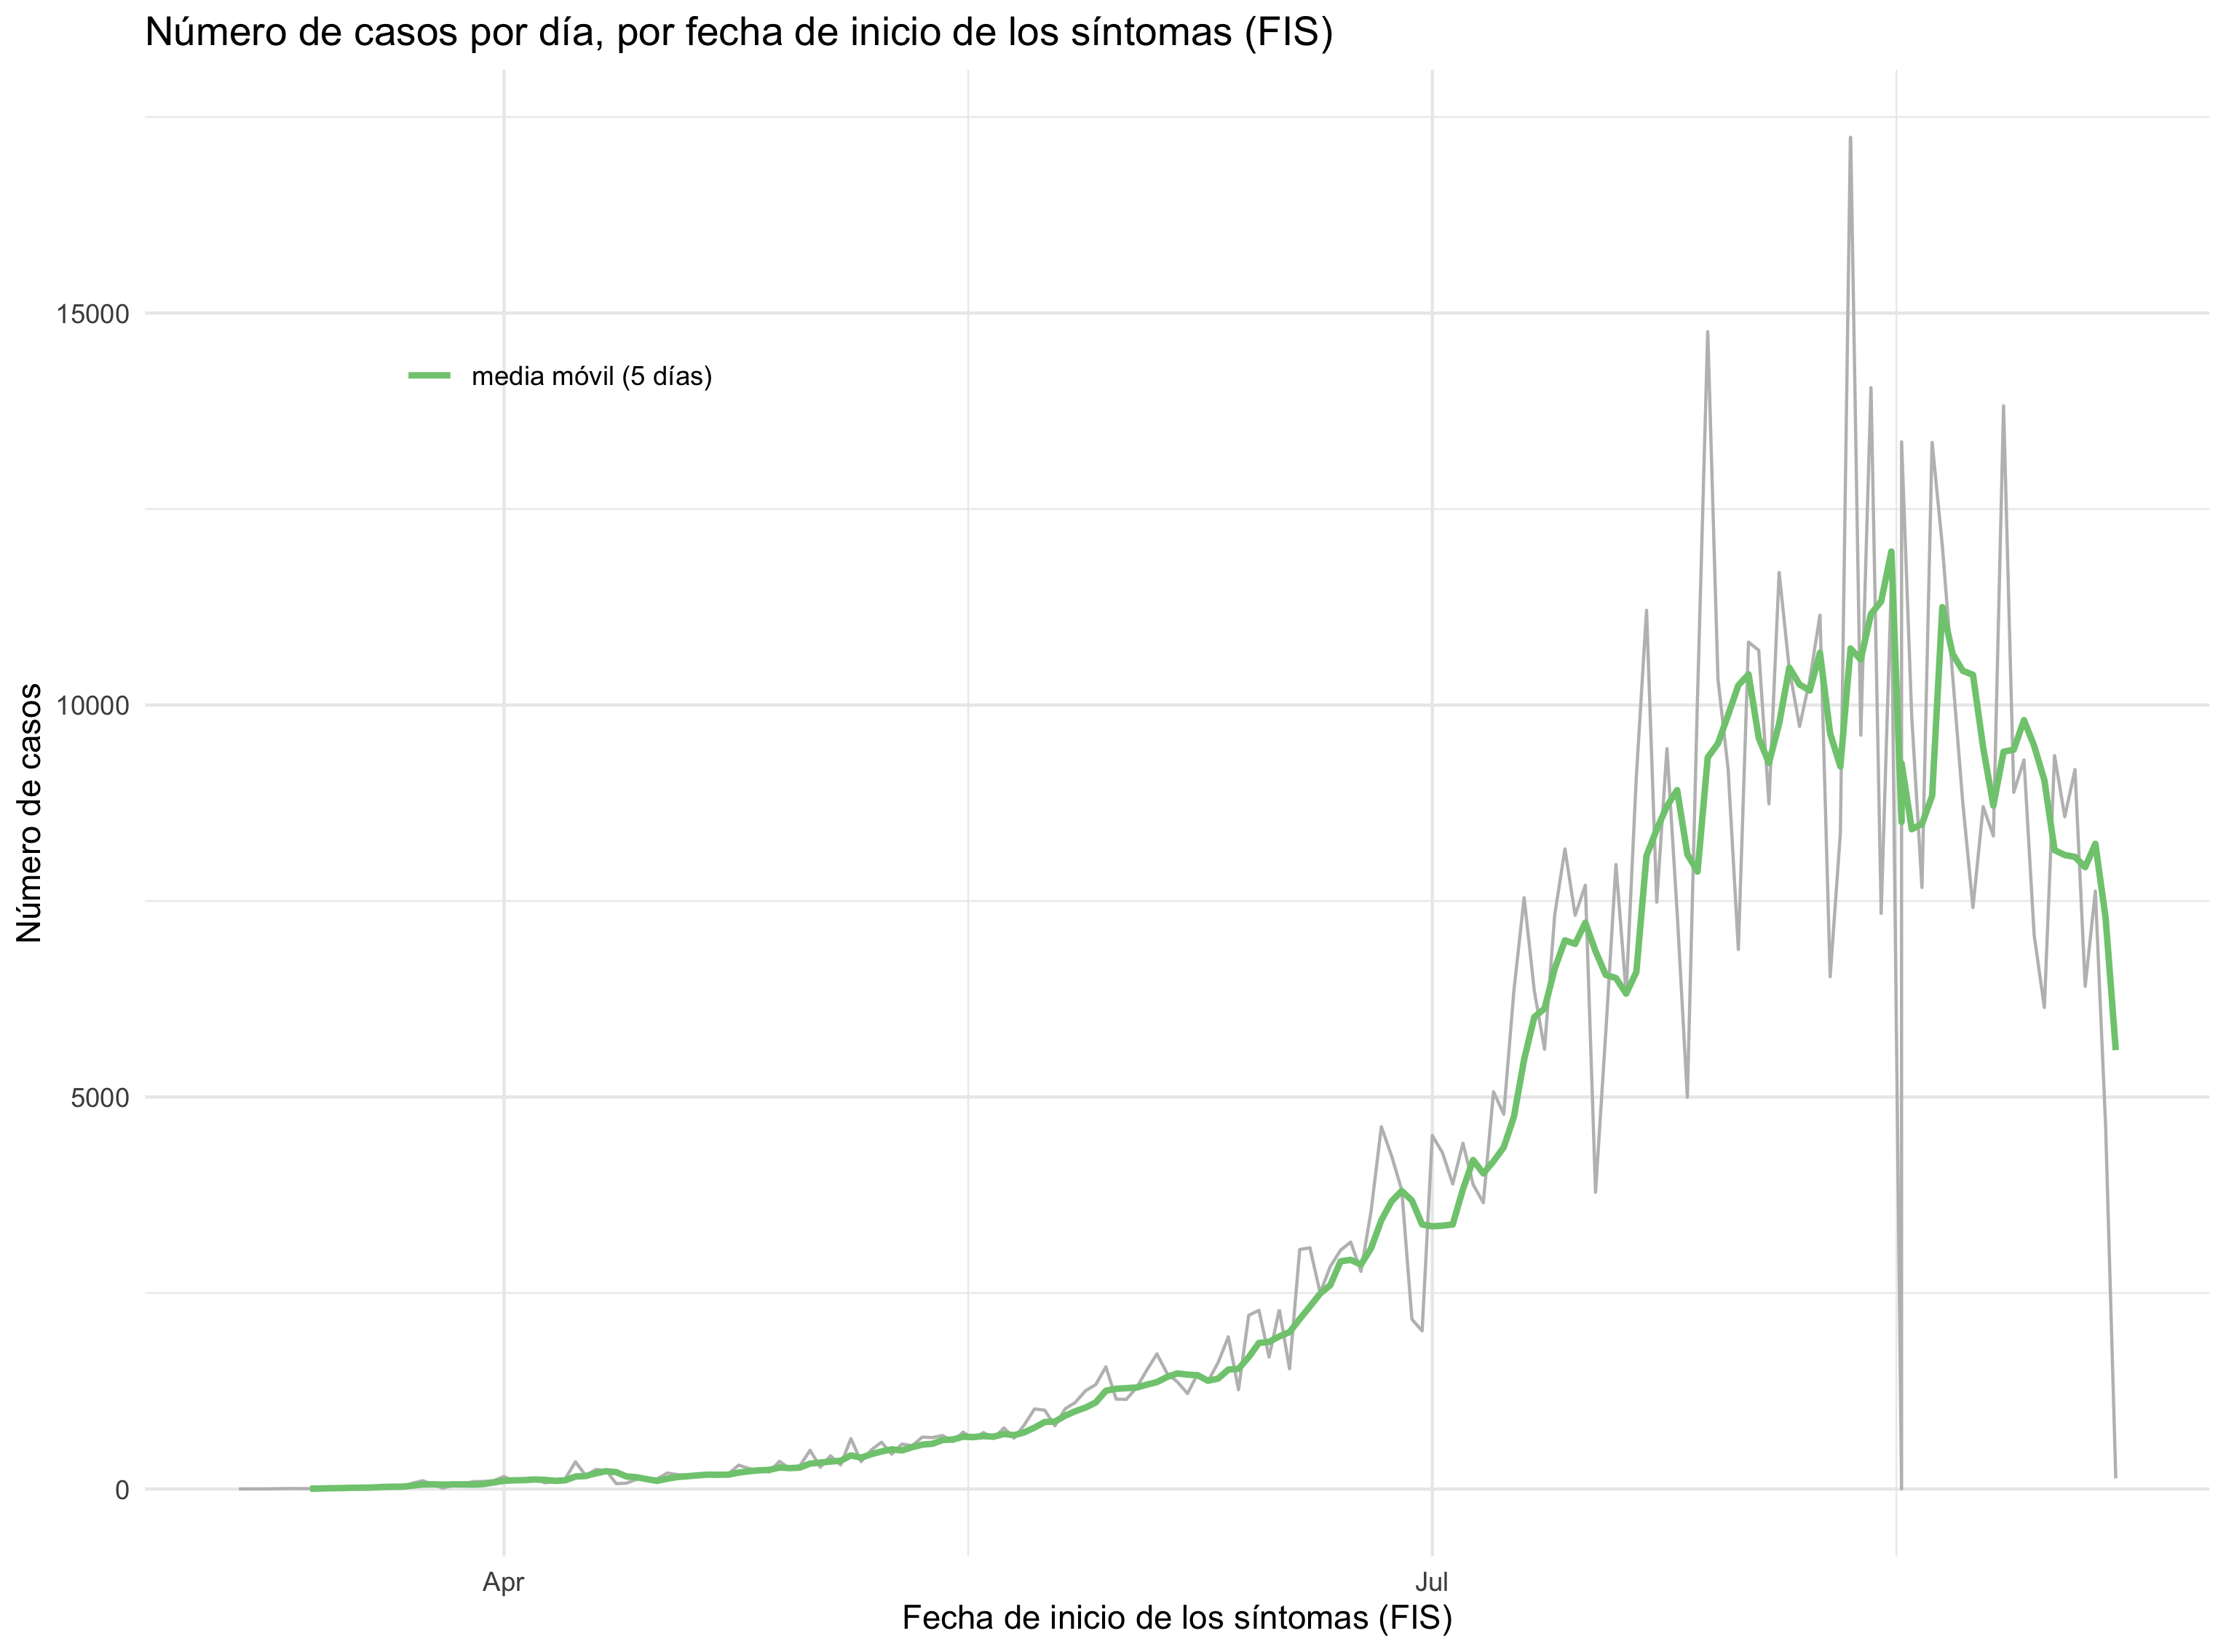 Número de casos por día, por fecha de inicio de los síntomas (FIS)
Número de casos
15000
10000
5000
0
media móvil (5 días)
Apr
Jul
Fecha de inicio de los síntomas (FIS)